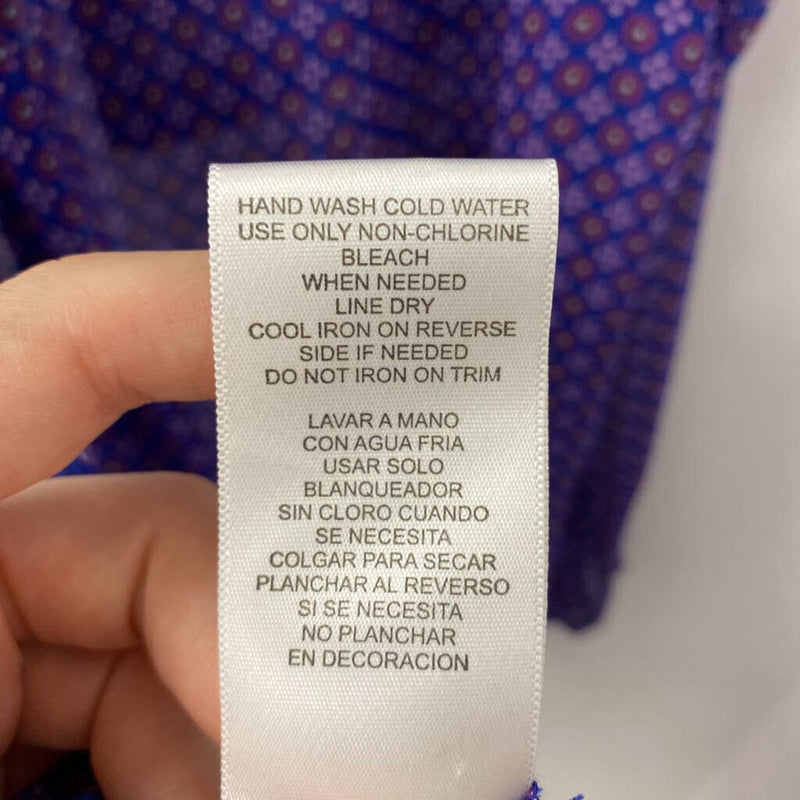 HAND WASH COLD WATER
USE ONLY NON-CHLORINE
BLEACH
WHEN NEEDED
LINE DRY
COOL IRON ON REVERSE
SIDE IF NEEDED
DO NOT IRON ON TRIM
LAVAR A MANO
CON AGUA FRIA
USAR SOLO
BLANQUEADOR
SIN CLORO CUANDO
SE NECESITA
COLGAR PARA SECAR
PLANCHAR AL REVERSO
SI SE NECESITA
NO PLANCHAR
EN DECORACION